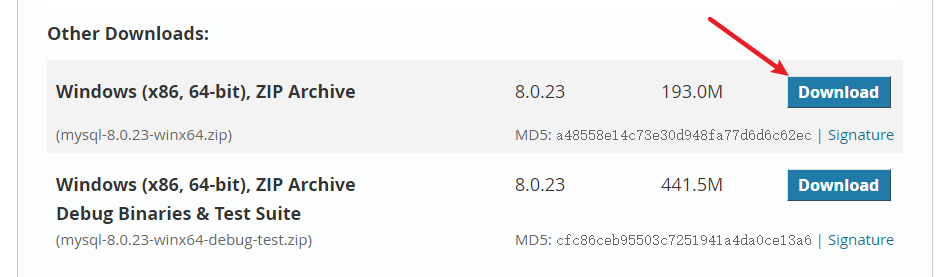 Other Downloads:
Windows (x86, 64-bit), ZIP Archive 8.0.23 193.0M Download
(mysql-8.0.23-winx64.zip) MD5: a48558e14c73e30d948fa77d6d6c62ec | Signature
Windows (x86, 64-bit), ZIP Archive 8.0.23 441.5M Download
Debug Binaries & Test Suite
(mysql-8.0.23-winx64-debug-test.zip) MD5: cfc86ceb95503c7251941a4da0ce13a6 | Signature